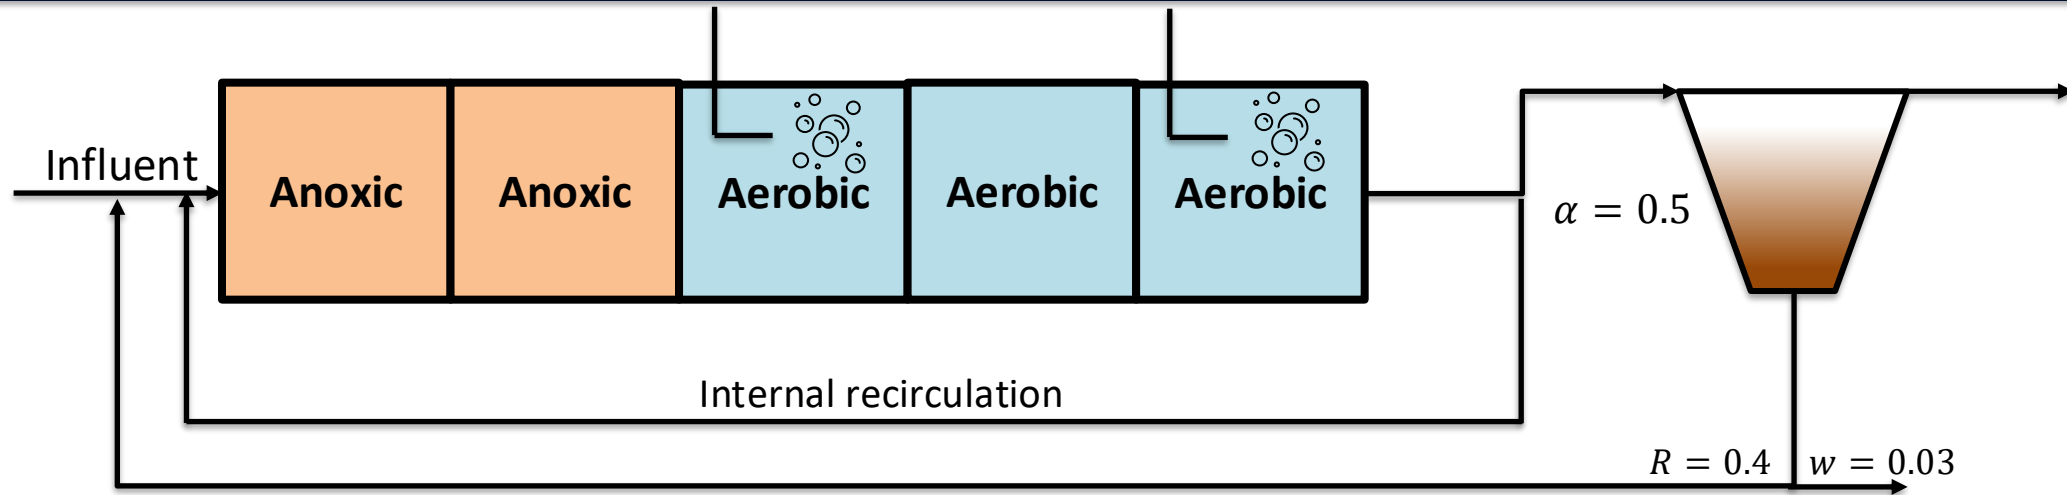 Influent
Anoxic
Anoxic
Aerobic
Aerobic
Aerobic
𝛼 = 0.5
Internal recirculation
𝑅 = 0.4
𝑤 = 0.03